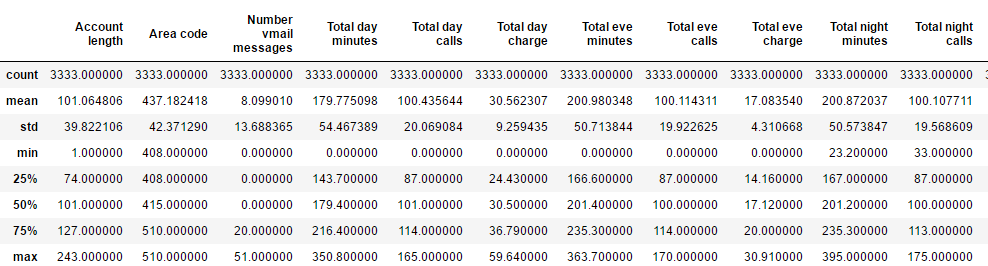 Account length Area code Number vmail messages Total day minutes Total day calls Total day charge Total eve minutes Total eve calls Total eve charge Total night minutes Total night calls
count 3333.000000 3333.000000 3333.000000 3333.000000 3333.000000 3333.000000 3333.000000 3333.000000 3333.000000 3333.000000 3333.000000
mean 101.064806 437.182418 8.099010 179.775098 100.435644 30.562307 200.980348 100.114311 17.083540 200.872037 100.107711
std 39.822106 42.371290 13.688365 54.467389 20.069084 9.259435 50.713844 19.922625 4.310668 50.573847 19.568609
min 1.000000 408.000000 0.000000 0.000000 0.000000 0.000000 0.000000 0.000000 0.000000 23.200000 33.000000
25% 74.000000 408.000000 0.000000 143.700000 87.000000 24.430000 166.600000 87.000000 14.160000 167.000000 87.000000
50% 101.000000 415.000000 0.000000 179.400000 101.000000 30.500000 201.400000 100.000000 17.120000 201.200000 100.000000
75% 127.000000 510.000000 20.000000 216.400000 114.000000 36.790000 235.300000 114.000000 20.000000 235.300000 113.000000
max 243.000000 510.000000 51.000000 350.800000 165.000000 59.640000 363.700000 170.000000 30.910000 395.000000 175.000000